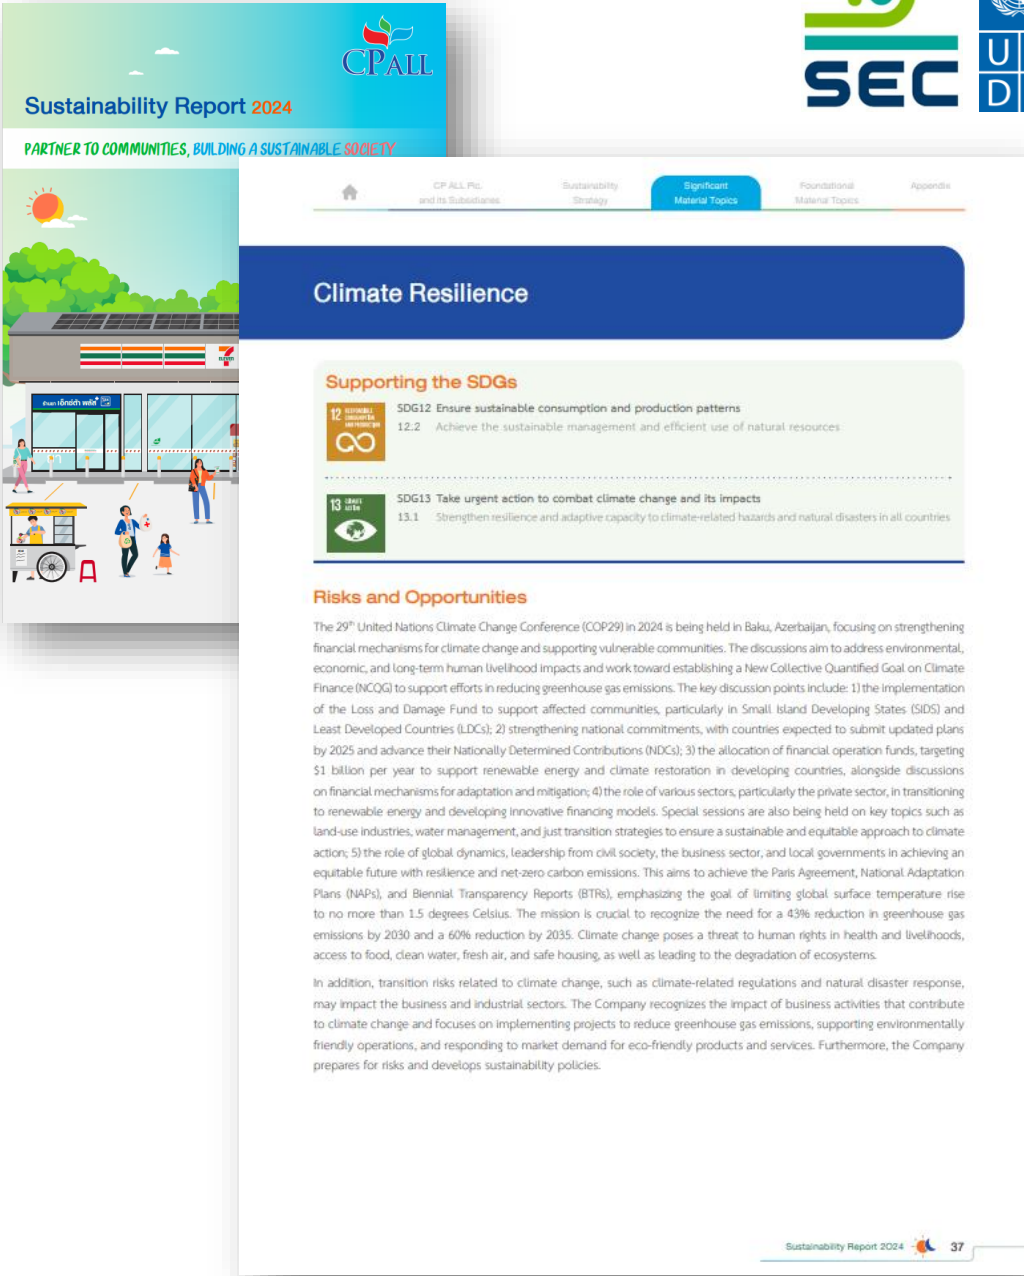 CPALL
Sustainability Report 2024
PARTNER TO COMMUNITIES, BUILDING A SUSTAINABLE SOCIETY
SEC
U
D
CP ALL Plc.
and its Subsidiaries
Sustainability
Strategy
Significant
Material Topics
Foundational
Material Topics
Appendix
Climate Resilience
Supporting the SDGs
12 RESPONSIBLE
CONSUMPTION
AND PRODUCTION
SDG12 Ensure sustainable consumption and production patterns
12.2 Achieve the sustainable management and efficient use of natural resources
13 CLIMATE
ACTION
SDG13 Take urgent action to combat climate change and its impacts
13.1 Strengthen resilience and adaptive capacity to climate-related hazards and natural disasters in all countries
Risks and Opportunities
The 29th United Nations Climate Change Conference (COP29) in 2024 is being held in Baku, Azerbaijan, focusing on strengthening
financial mechanisms for climate change and supporting vulnerable communities. The discussions aim to address environmental,
economic, and long-term human livelihood impacts and work toward establishing a New Collective Quantified Goal on Climate
Finance (NCQG) to support efforts in reducing greenhouse gas emissions. The key discussion points include: 1) the implementation
of the Loss and Damage Fund to support affected communities, particularly in Small Island Developing States (SIDS) and
Least Developed Countries (LDCs); 2) strengthening national commitments, with countries expected to submit updated plans
by 2025 and advance their Nationally Determined Contributions (NDCs); 3) the allocation of financial operation funds, targeting
$1 billion per year to support renewable energy and climate restoration in developing countries, alongside discussions
on financial mechanisms for adaptation and mitigation; 4) the role of various sectors, particularly the private sector, in transitioning
to renewable energy and developing innovative financing models. Special sessions are also being held on key topics such as
land-use industries, water management, and just transition strategies to ensure a sustainable and equitable approach to climate
action; 5) the role of global dynamics, leadership from civil society, the business sector, and local governments in achieving an
equitable future with resilience and net-zero carbon emissions. This aims to achieve the Paris Agreement, National Adaptation
Plans (NAPs), and Biennial Transparency Reports (BTRs), emphasizing the goal of limiting global surface temperature rise
to no more than 1.5 degrees Celsius. The mission is crucial to recognize the need for a 43% reduction in greenhouse gas
emissions by 2030 and a 60% reduction by 2035. Climate change poses a threat to human rights in health and livelihoods,
access to food, clean water, fresh air, and safe housing, as well as leading to the degradation of ecosystems.
In addition, transition risks related to climate change, such as climate-related regulations and natural disaster response,
may impact the business and industrial sectors. The Company recognizes the impact of business activities that contribute
to climate change and focuses on implementing projects to reduce greenhouse gas emissions, supporting environmentally
friendly operations, and responding to market demand for eco-friendly products and services. Furthermore, the Company
prepares for risks and develops sustainability policies.
Sustainability Report 2024 37